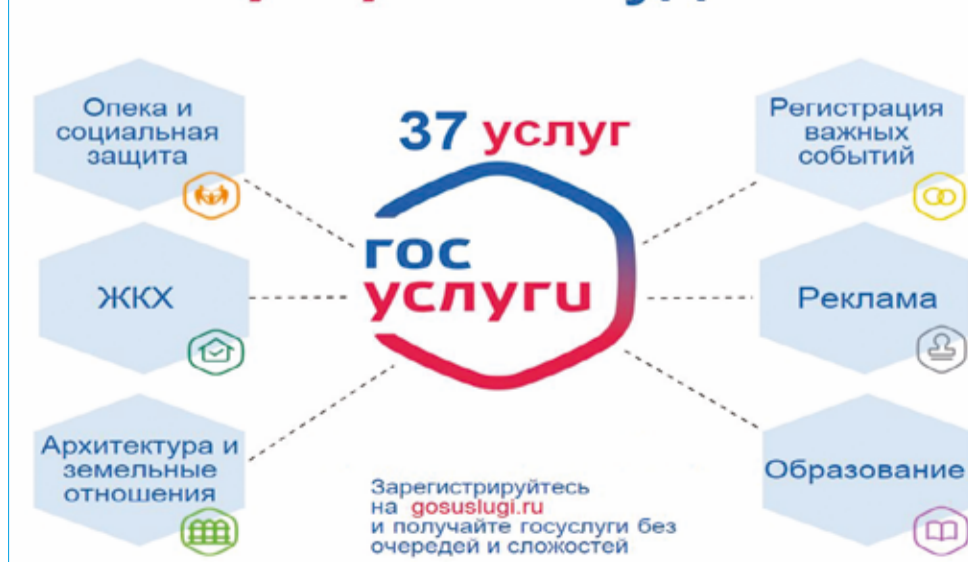 Опека и
социальная
защита
ЖКХ
Архитектура и
земельные
отношения
37 услуг
гос
услуги
Зарегистрируйтесь
на gosuslugi.ru
и получайте госуслуги без
очередей и сложностей
Регистрация
важных
событий
Реклама
Образование